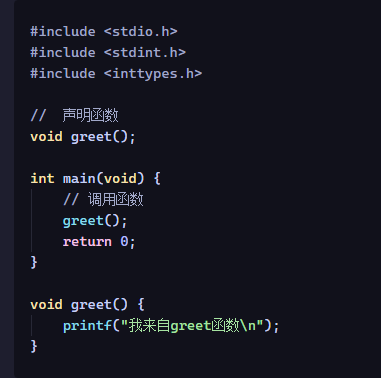 #include <stdio.h>
#include <stdint.h>
#include <inttypes.h>
//  声明函数
void greet();
int main(void) {
// 调用函数
greet();
return 0;
}
void greet() {
printf("我来自greet函数\n");
}